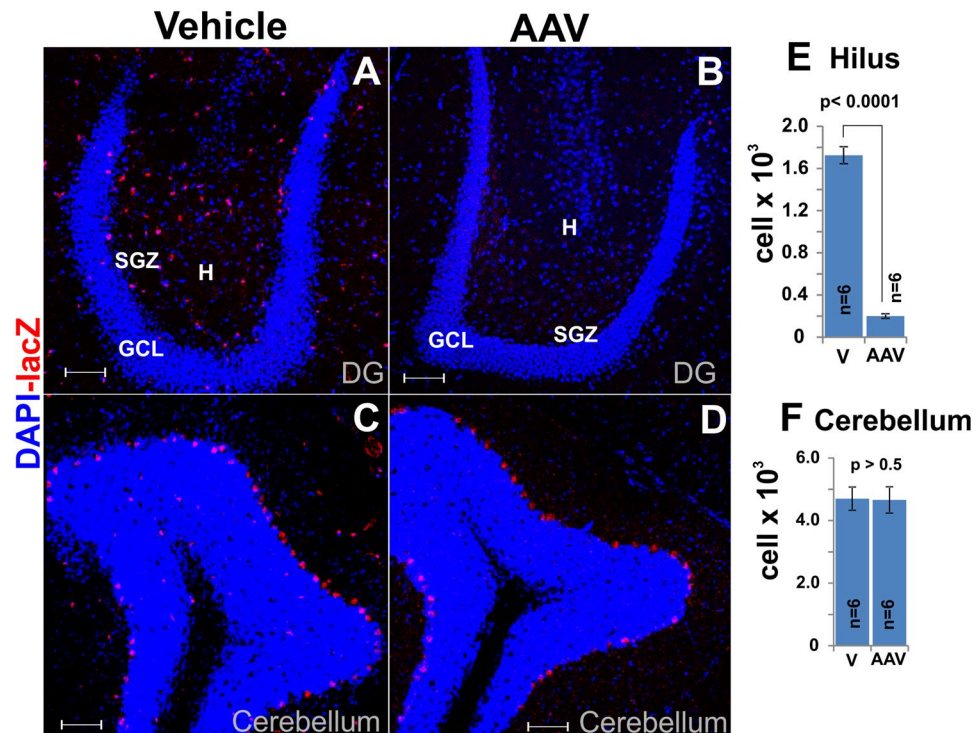 Vehicle
AAV
DAPI-lacZ
A
SGZ
H
GCL
DG
B
H
GCL
SGZ
DG
C
Cerebellum
D
Cerebellum
E Hilus
p< 0.0001
cell x 10³
2.0
1.6
1.2
0.8
0.4
0
n=6
n=6
V AAV
F Cerebellum
p > 0.5
cell x 10³
6.0
4.0
2.0
0
n=6
n=6
V AAV